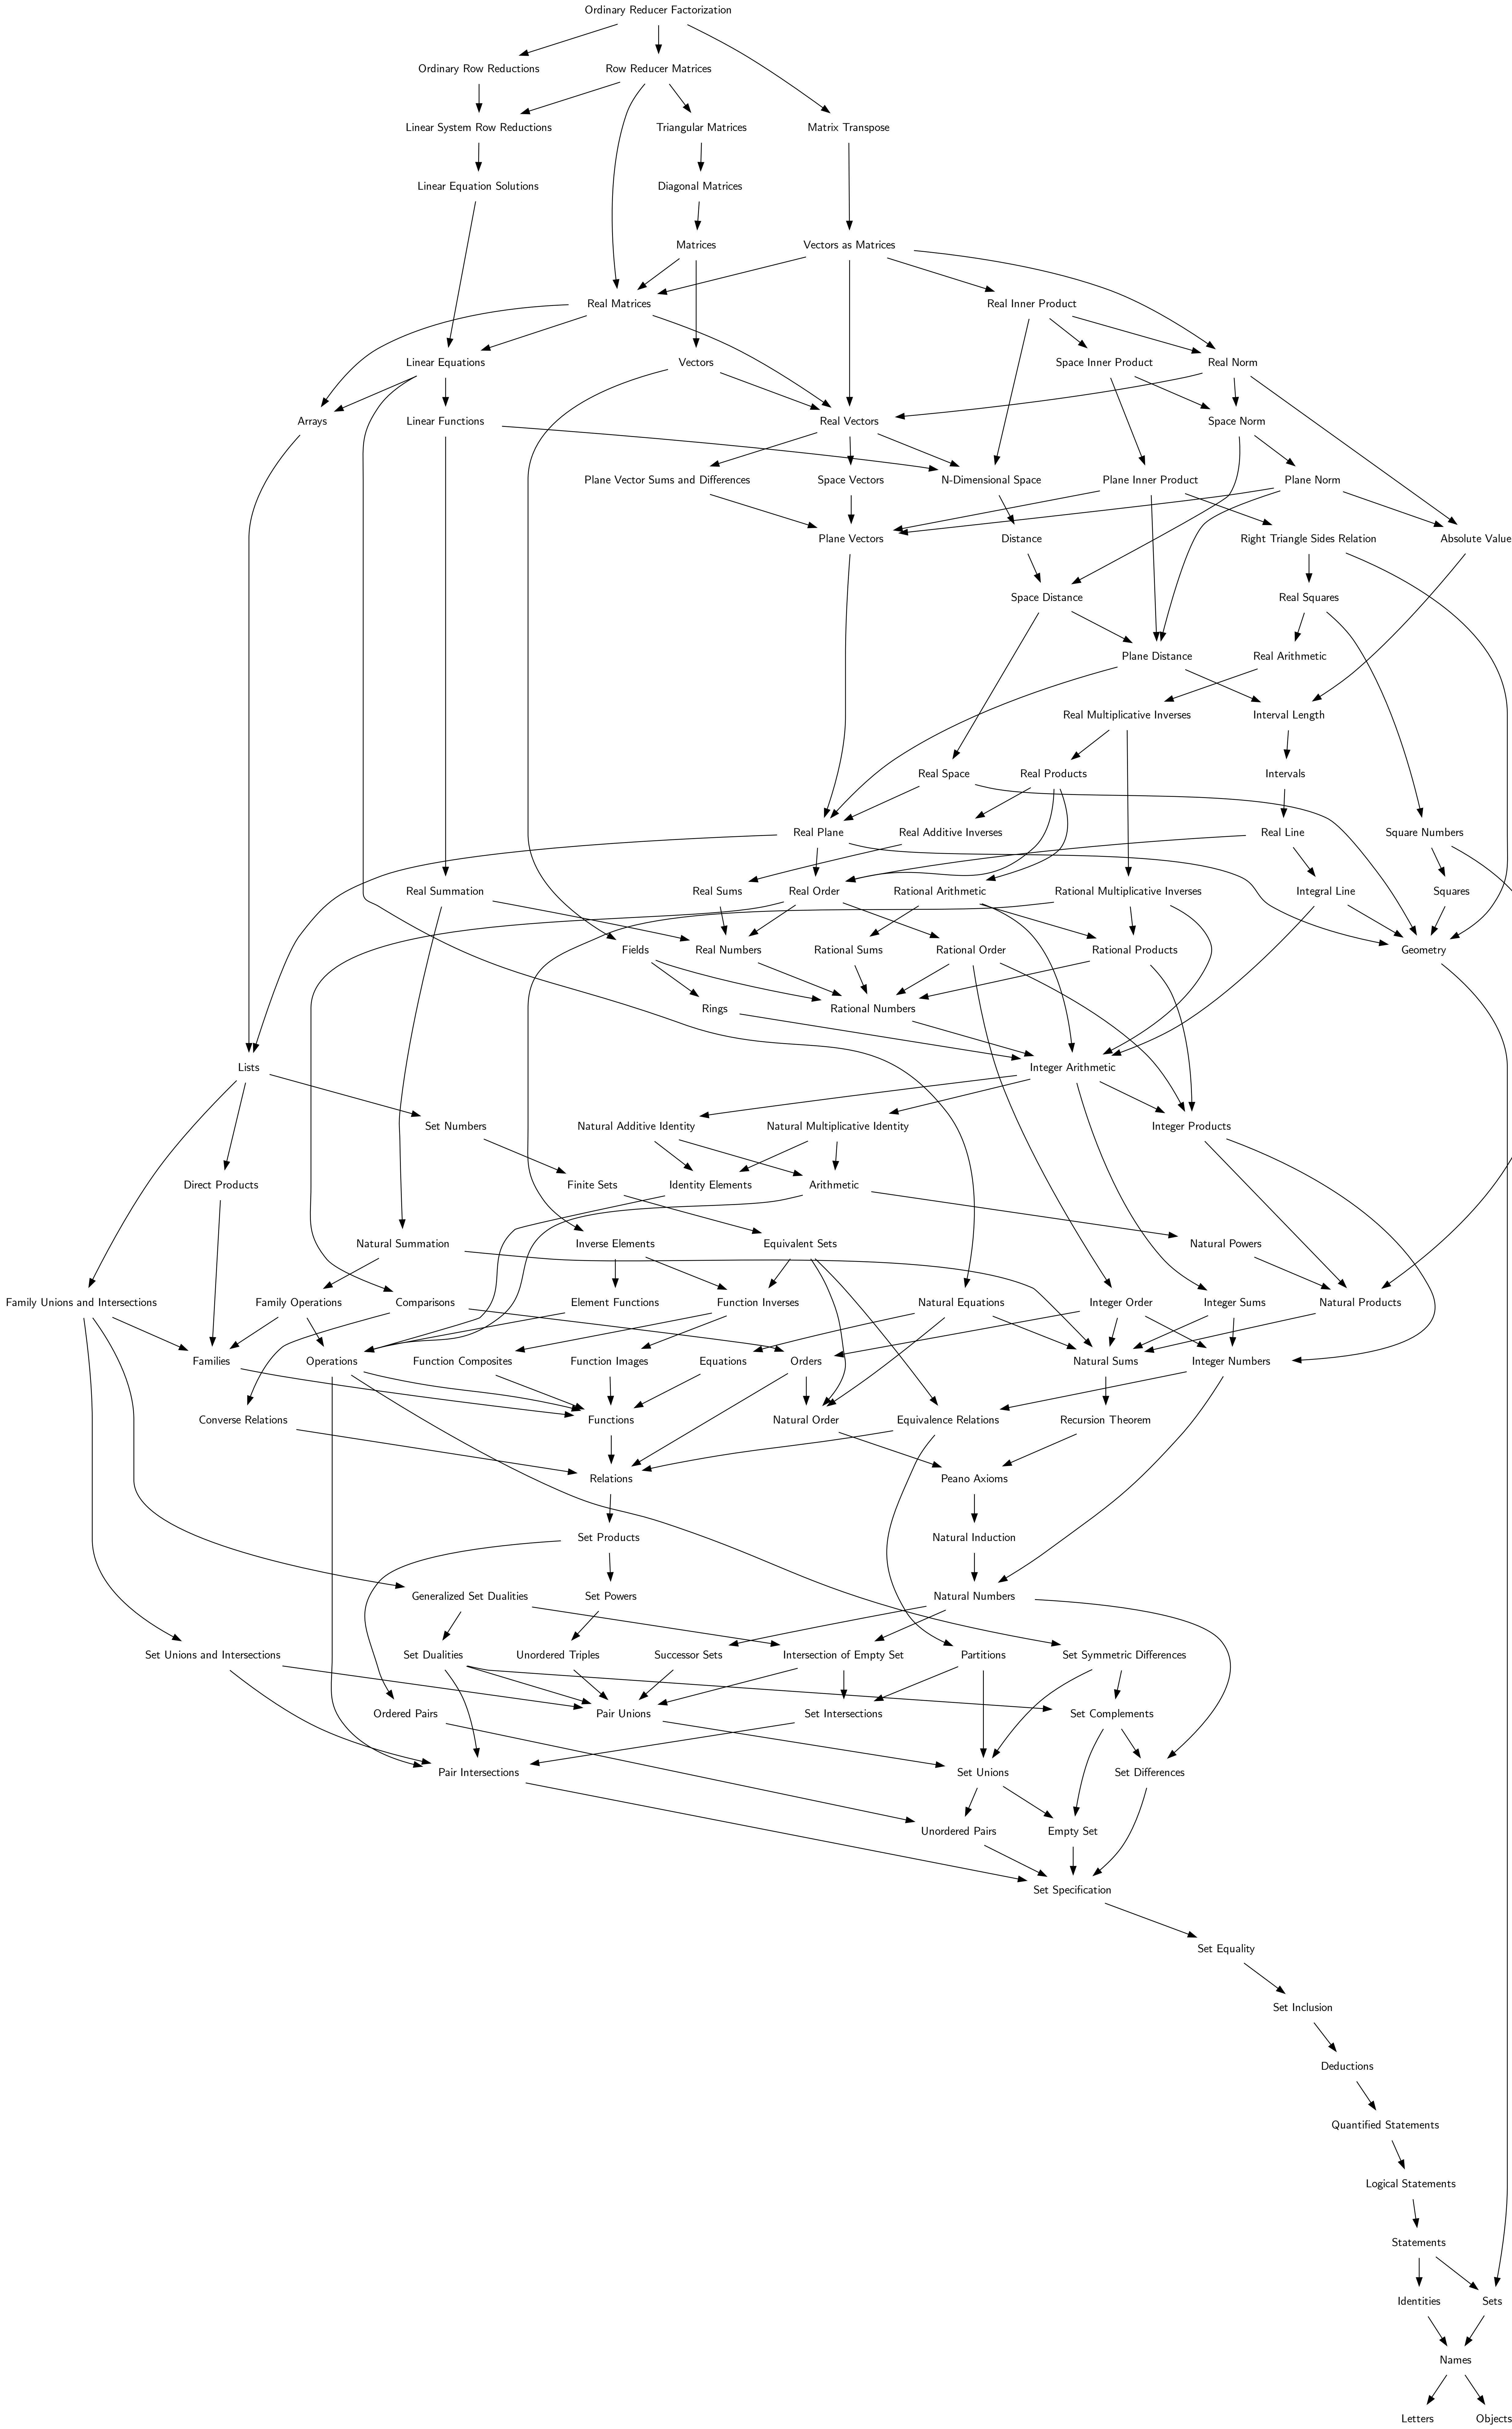 Ordinary Reducer Factorization
Ordinary Row Reductions
Row Reducer Matrices
Linear System Row Reductions
Triangular Matrices
Matrix Transpose
Linear Equation Solutions
Diagonal Matrices
Matrices
Vectors as Matrices
Real Matrices
Real Inner Product
Linear Equations
Vectors
Space Inner Product
Real Norm
Arrays
Linear Functions
Real Vectors
Space Norm
Plane Vector Sums and Differences
Space Vectors
N-Dimensional Space
Plane Inner Product
Plane Norm
Plane Vectors
Distance
Right Triangle Sides Relation
Absolute Value
Space Distance
Real Squares
Plane Distance
Real Arithmetic
Real Multiplicative Inverses
Interval Length
Real Space
Real Products
Intervals
Real Plane
Real Additive Inverses
Real Line
Square Numbers
Real Summation
Real Sums
Real Order
Rational Arithmetic
Rational Multiplicative Inverses
Integral Line
Squares
Fields
Real Numbers
Rational Sums
Rational Order
Rational Products
Geometry
Rings
Rational Numbers
Lists
Integer Arithmetic
Set Numbers
Natural Additive Identity
Natural Multiplicative Identity
Integer Products
Direct Products
Finite Sets
Identity Elements
Arithmetic
Natural Summation
Inverse Elements
Equivalent Sets
Natural Powers
Family Unions and Intersections
Family Operations
Comparisons
Element Functions
Function Inverses
Natural Equations
Integer Order
Integer Sums
Natural Products
Families
Operations
Function Composites
Function Images
Equations
Orders
Natural Sums
Integer Numbers
Converse Relations
Functions
Natural Order
Equivalence Relations
Recursion Theorem
Relations
Peano Axioms
Set Products
Natural Induction
Generalized Set Dualities
Set Powers
Natural Numbers
Set Unions and Intersections
Set Dualities
Unordered Triples
Successor Sets
Intersection of Empty Set
Partitions
Set Symmetric Differences
Ordered Pairs
Pair Unions
Set Intersections
Set Complements
Pair Intersections
Set Unions
Set Differences
Unordered Pairs
Empty Set
Set Specification
Set Equality
Set Inclusion
Deductions
Quantified Statements
Logical Statements
Statements
Identities
Sets
Names
Letters
Objects